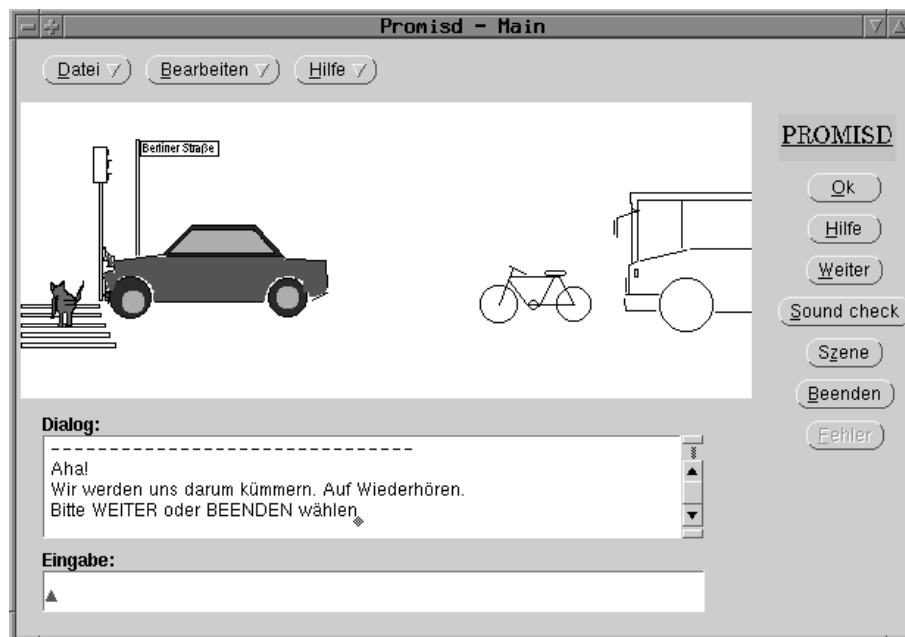 Promisd - Main
Datei Bearbeiten Hilfe
Berliner Straße
PROMISD
Ok
Hilfe
Weiter
Sound check
Szene
Beenden
Fehler
Dialog:
--------------------------------
Aha!
Wir werden uns darum kümmern. Auf Wiederhören.
Bitte WEITER oder BEENDEN wählen
Eingabe: